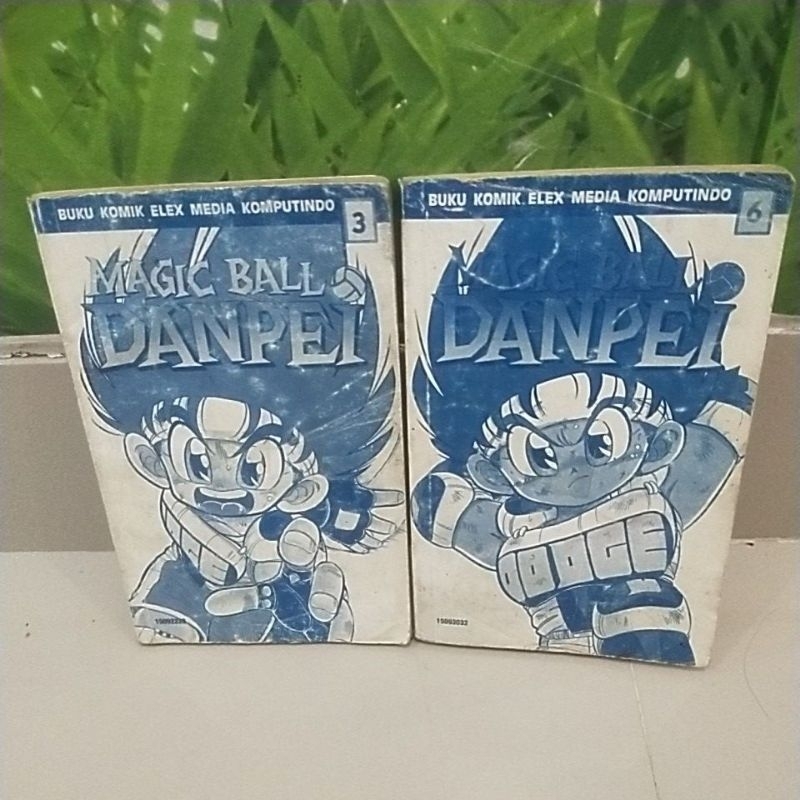 BUKU KOMIK ELEX MEDIA KOMPUTINDO
3
MAGIC BALL
DANPEI
BUKU KOMIK ELEX MEDIA KOMPUTINDO
6
MAGIC BALL
DANPEI
DODGE
15093032